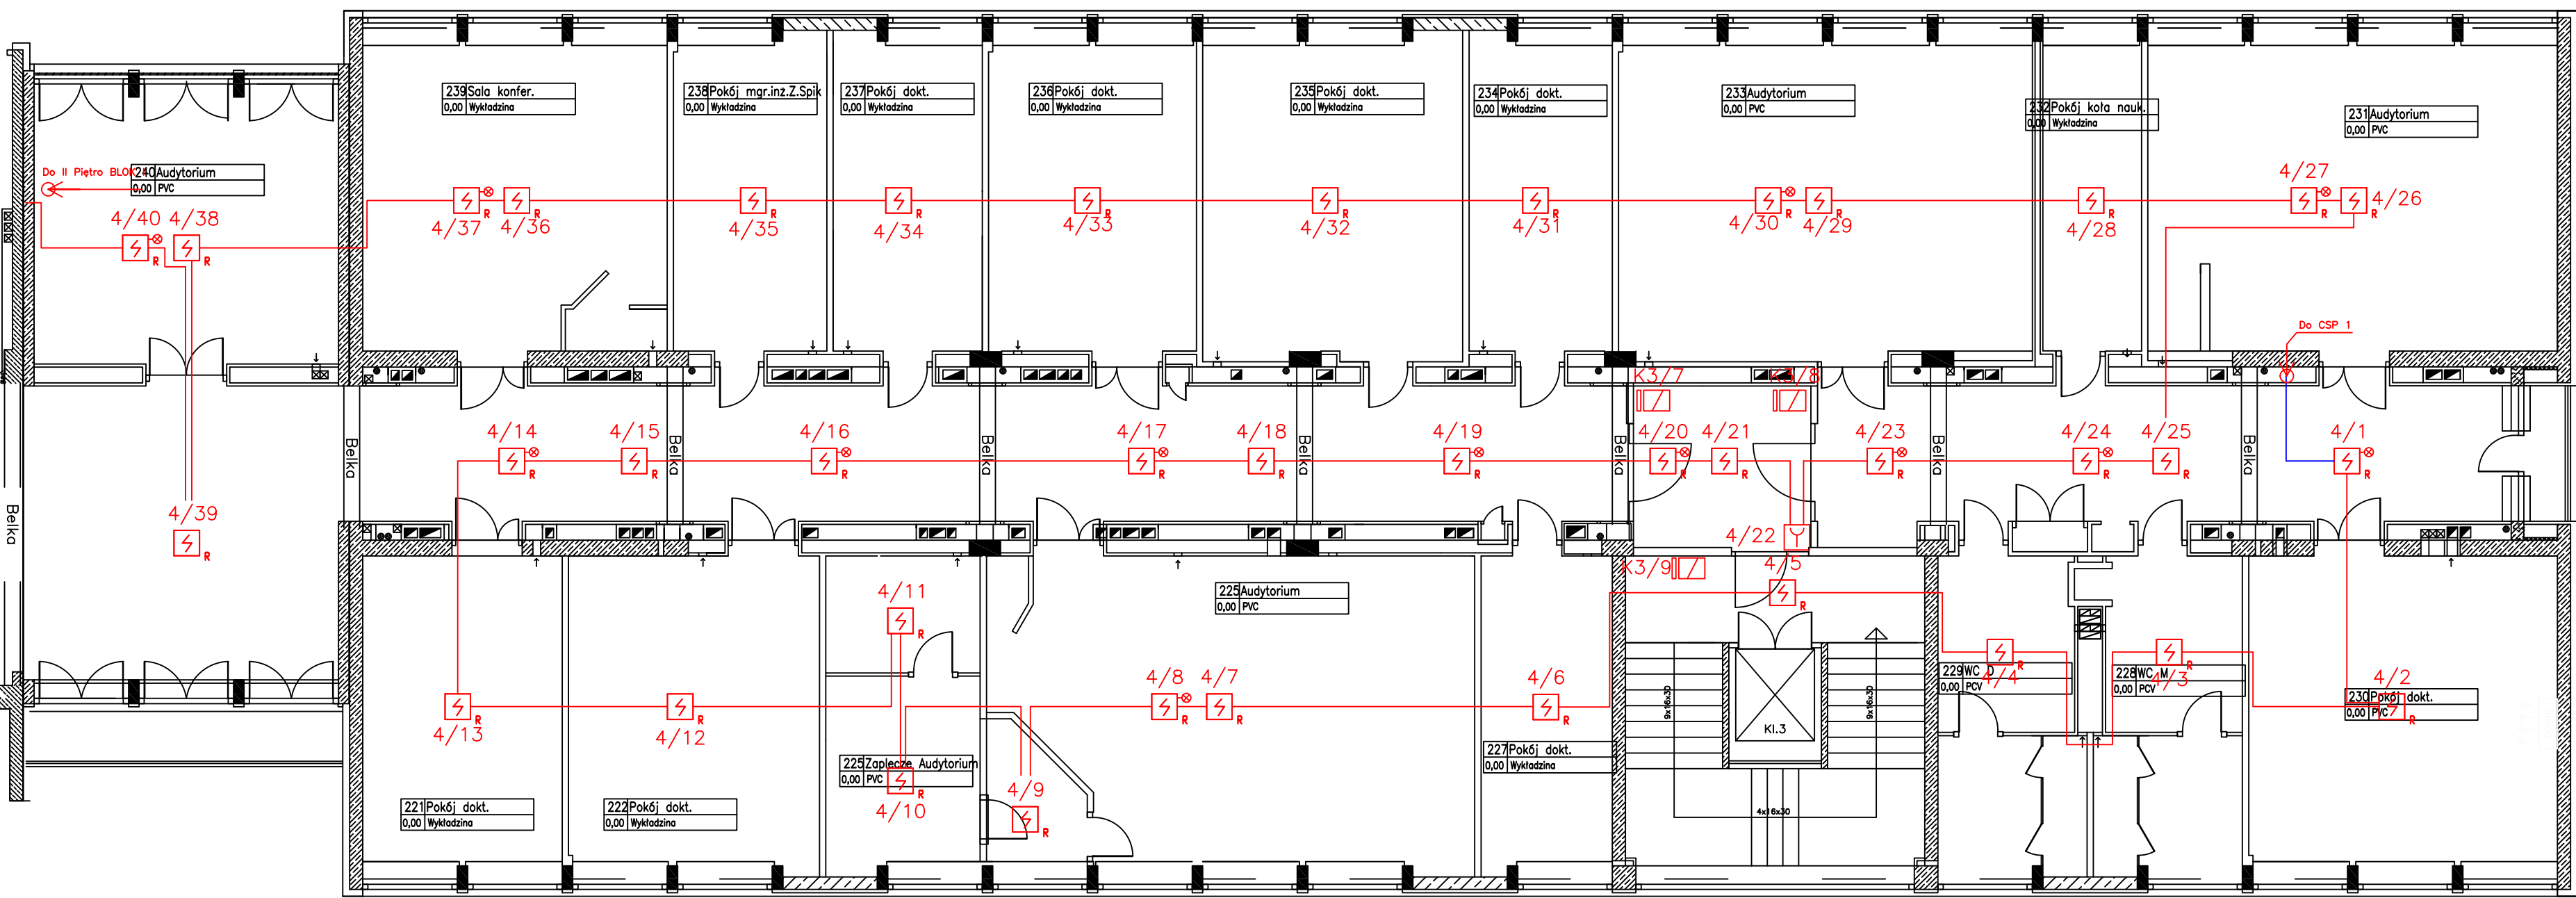 239 Sala konfer.
0,00 Wykładzina
238 Pokój mgr.inż.Z.Spik
0,00 Wykładzina
237 Pokój dokt.
0,00 Wykładzina
236 Pokój dokt.
0,00 Wykładzina
235 Pokój dokt.
0,00 Wykładzina
234 Pokój dokt.
0,00 Wykładzina
233 Audytorium
0,00 PVC
232 Pokój koła nauk.
0,00 Wykładzina
231 Audytorium
0,00 PVC
Do II Piętro BLOK
240 Audytorium
0,00 PVC
4/40
4/38
4/37
4/36
4/35
4/34
4/33
4/32
4/31
4/30
4/29
4/28
4/27
4/26
R R R R R R R R R R R R R R
Do CSP 1
K3/7
K3/8
4/14
4/15
4/16
4/17
4/18
4/19
4/20
4/21
4/23
4/24
4/25
4/1
R R R R R R R R R R R R
Belka
Belka
Belka
Belka
Belka
Belka
Belka
Belka
4/39
R
4/22
K3/9
4/5
R
4/11
R
225 Audytorium
0,00 PVC
4/13
R
4/12
R
4/8
R
4/7
R
4/6
R
229 WC D
0,00 PCV
4/4
R
228 WC M
0,00 PCV
4/3
R
4/2
230 Pokój dokt.
0,00 PVC
R
9x16x30
Kl.3
9x16x30
4x16x30
225 Zaplecze Audytorium
0,00 PVC
4/10
R
4/9
R
227 Pokój dokt.
0,00 Wykładzina
221 Pokój dokt.
0,00 Wykładzina
222 Pokój dokt.
0,00 Wykładzina